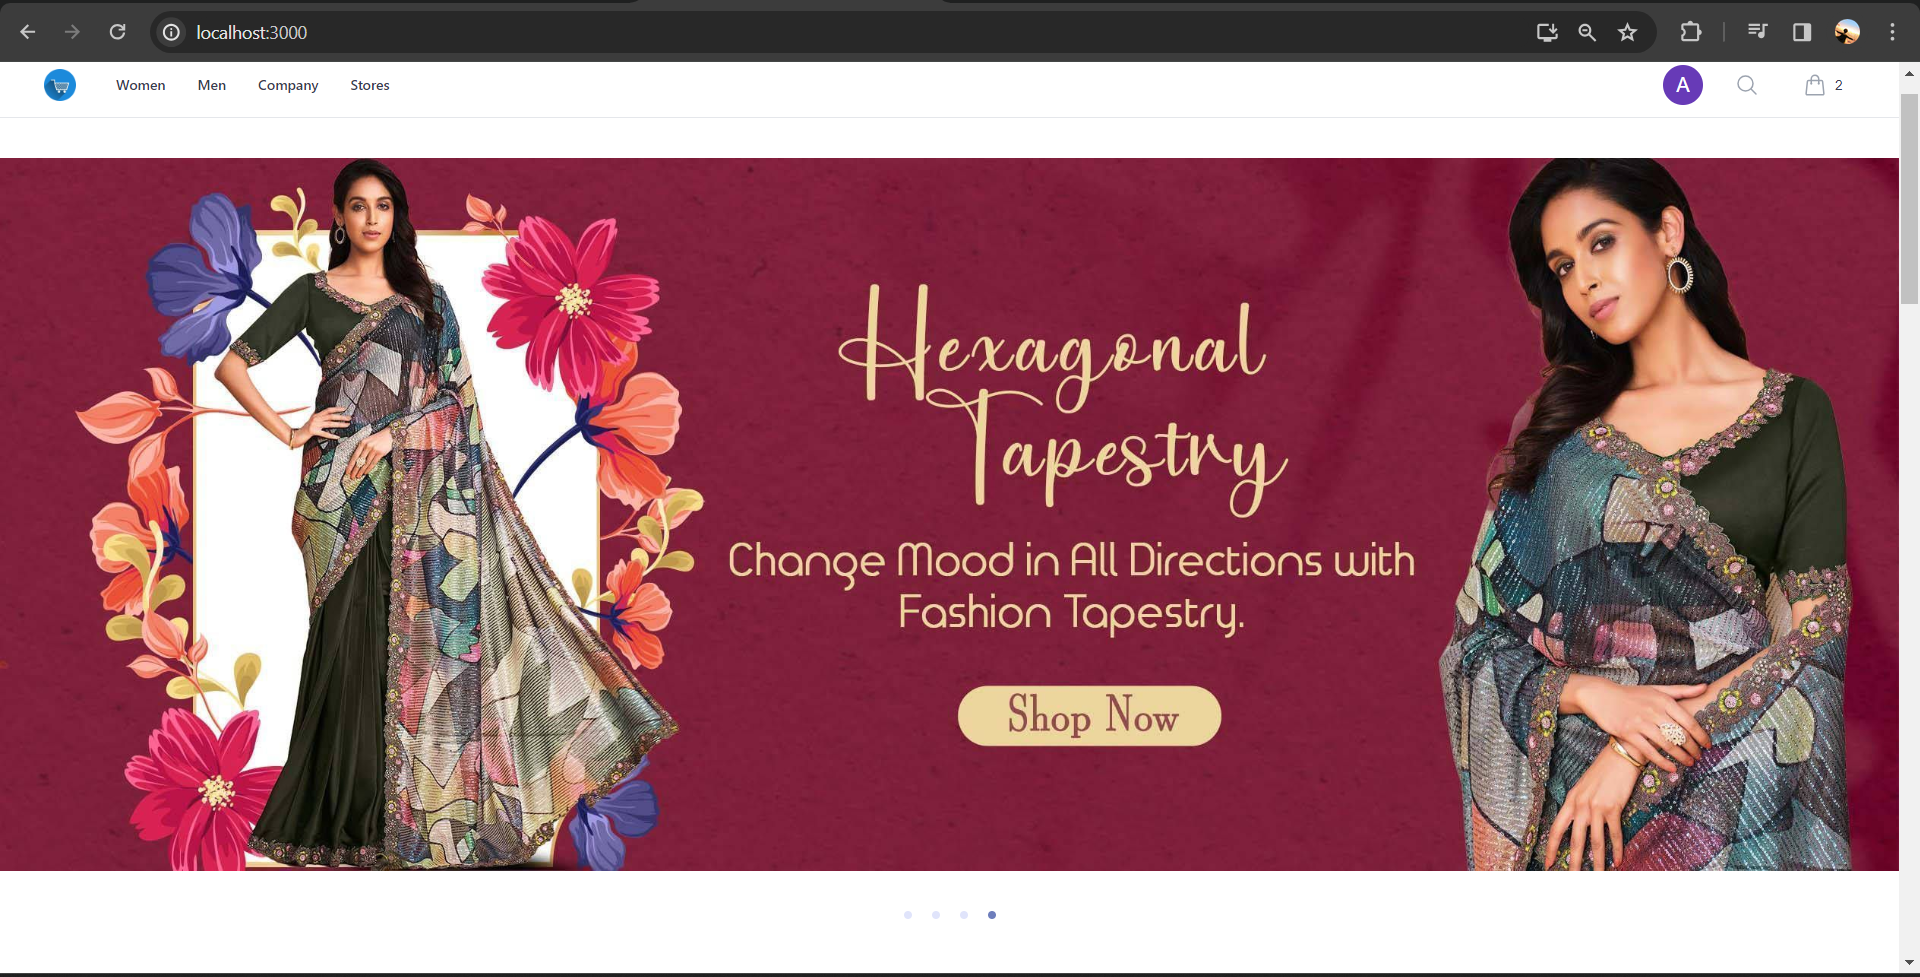 localhost:3000
Women Men Company Stores A 2
Hexagonal
Tapestry
Change Mood in All Directions with
Fashion Tapestry.
Shop Now